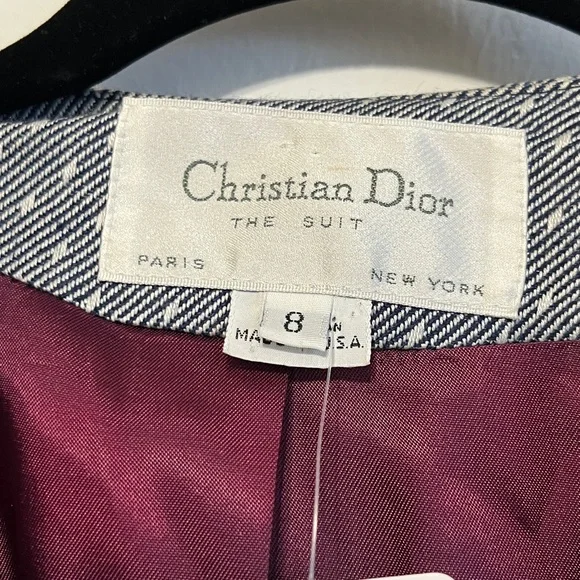 Christian Dior
THE SUIT
PARIS
NEW YORK
8
U.S.A.